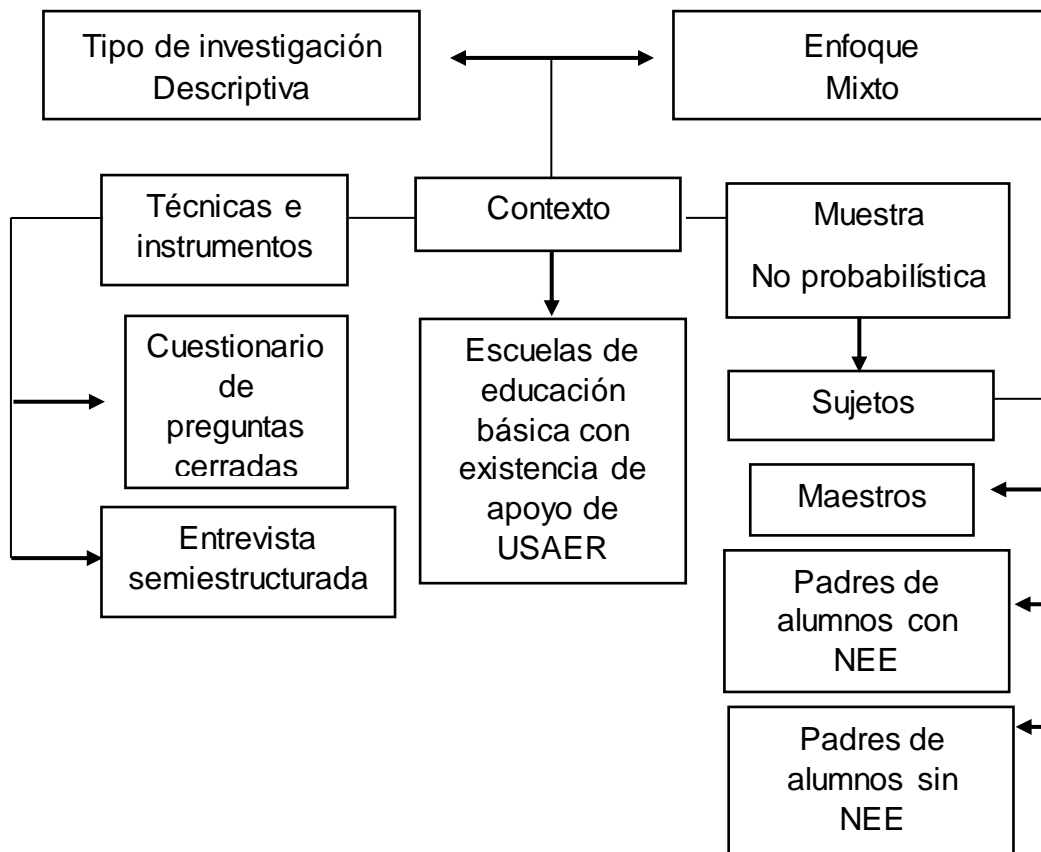 Tipo de investigación
Descriptiva
Enfoque
Mixto
Técnicas e
instrumentos
Contexto
Muestra
No probabilística
Cuestionario
de
preguntas
cerradas
Escuelas de
educación
básica con
existencia de
apoyo de
USAER
Sujetos
Maestros
Entrevista
semiestructurada
Padres de
alumnos con
NEE
Padres de
alumnos sin
NEE